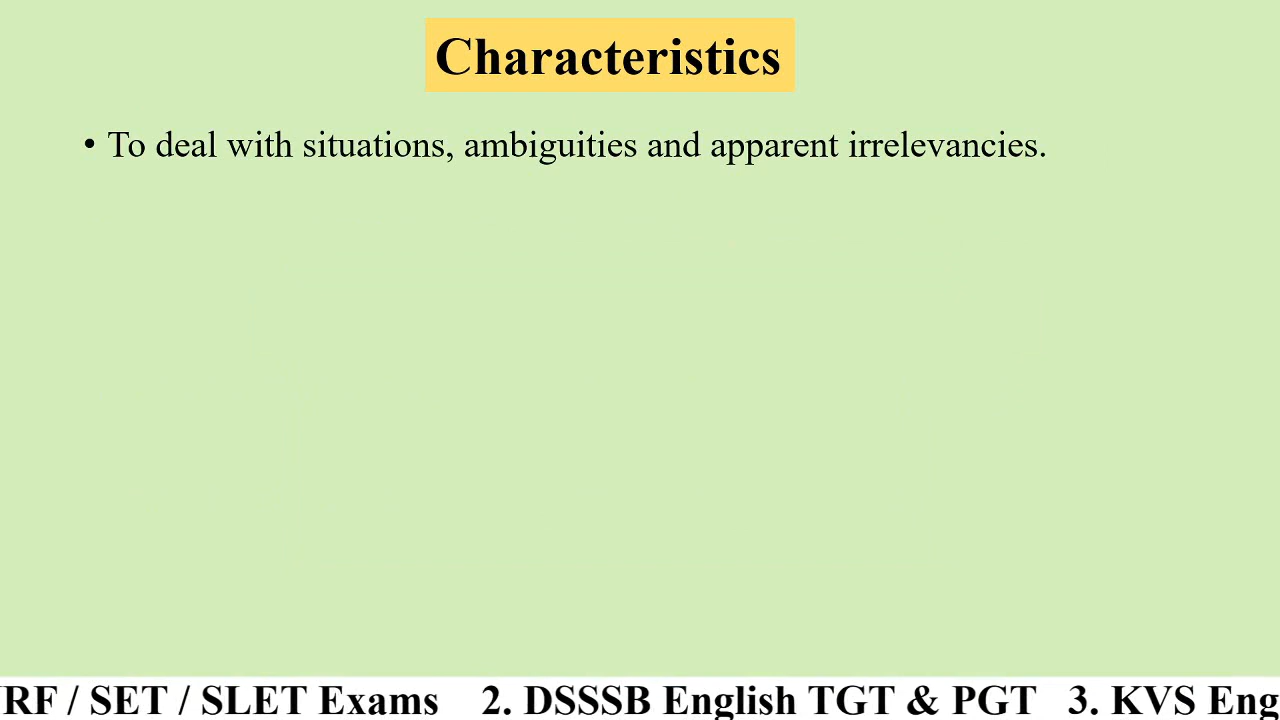 Characteristics
• To deal with situations, ambiguities and apparent irrelevancies.
RF / SET / SLET Exams 2. DSSSB English TGT & PGT 3. KVS Eng